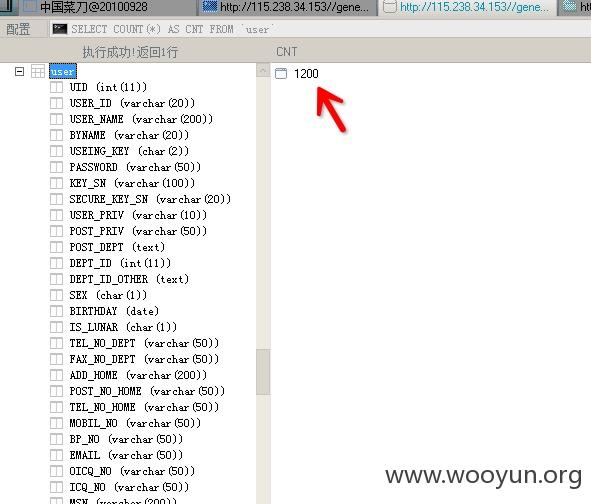 中国菜刀@20100928
http://115.238.34.153//gene...
http://115.238.34.153//gene...
http:
配置
SELECT COUNT(*) AS CNT FROM `user`
执行成功!返回1行
CNT
user
1200
UID (int(11))
USER_ID (varchar(20))
USER_NAME (varchar(200))
BYNAME (varchar(20))
USEING_KEY (char(2))
PASSWORD (varchar(50))
KEY_SN (varchar(100))
SECURE_KEY_SN (varchar(20))
USER_PRIV (varchar(10))
POST_PRIV (varchar(50))
POST_DEPT (text)
DEPT_ID (int(11))
DEPT_ID_OTHER (text)
SEX (char(1))
BIRTHDAY (date)
IS_LUNAR (char(1))
TEL_NO_DEPT (varchar(50))
FAX_NO_DEPT (varchar(50))
ADD_HOME (varchar(200))
POST_NO_HOME (varchar(50))
TEL_NO_HOME (varchar(50))
MOBIL_NO (varchar(50))
BP_NO (varchar(50))
EMAIL (varchar(50))
OICQ_NO (varchar(50))
ICQ_NO (varchar(50))
MSN (varchar(200))
www.wooyun.org